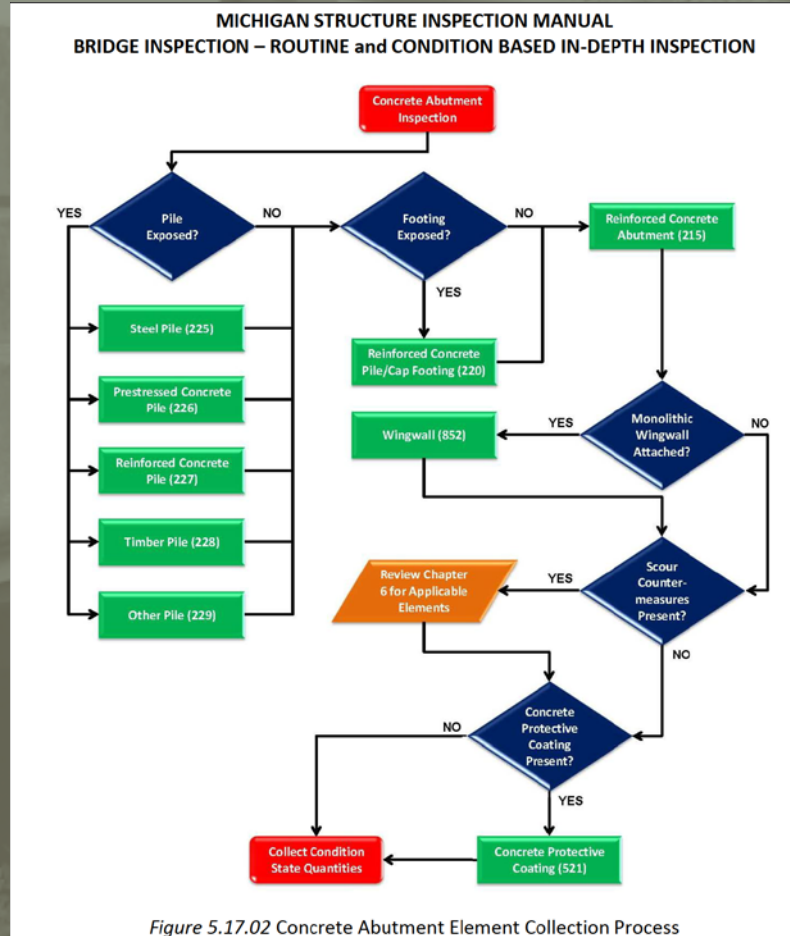 MICHIGAN STRUCTURE INSPECTION MANUAL
BRIDGE INSPECTION – ROUTINE and CONDITION BASED IN-DEPTH INSPECTION
Concrete Abutment
Inspection
YES
Pile
Exposed?
NO
Footing
Exposed?
NO
Reinforced Concrete
Abutment (215)
YES
Steel Pile (225)
Reinforced Concrete
Pile/Cap Footing (220)
Prestressed Concrete
Pile (226)
Wingwall (852)
YES
Monolithic
Wingwall
Attached?
NO
Reinforced Concrete
Pile (227)
Timber Pile (228)
Review Chapter
6 for Applicable
Elements
YES
Scour
Counter-
measures
Present?
Other Pile (229)
NO
NO
Concrete
Protective
Coating
Present?
YES
Collect Condition
State Quantities
Concrete Protective
Coating (521)
Figure 5.17.02 Concrete Abutment Element Collection Process